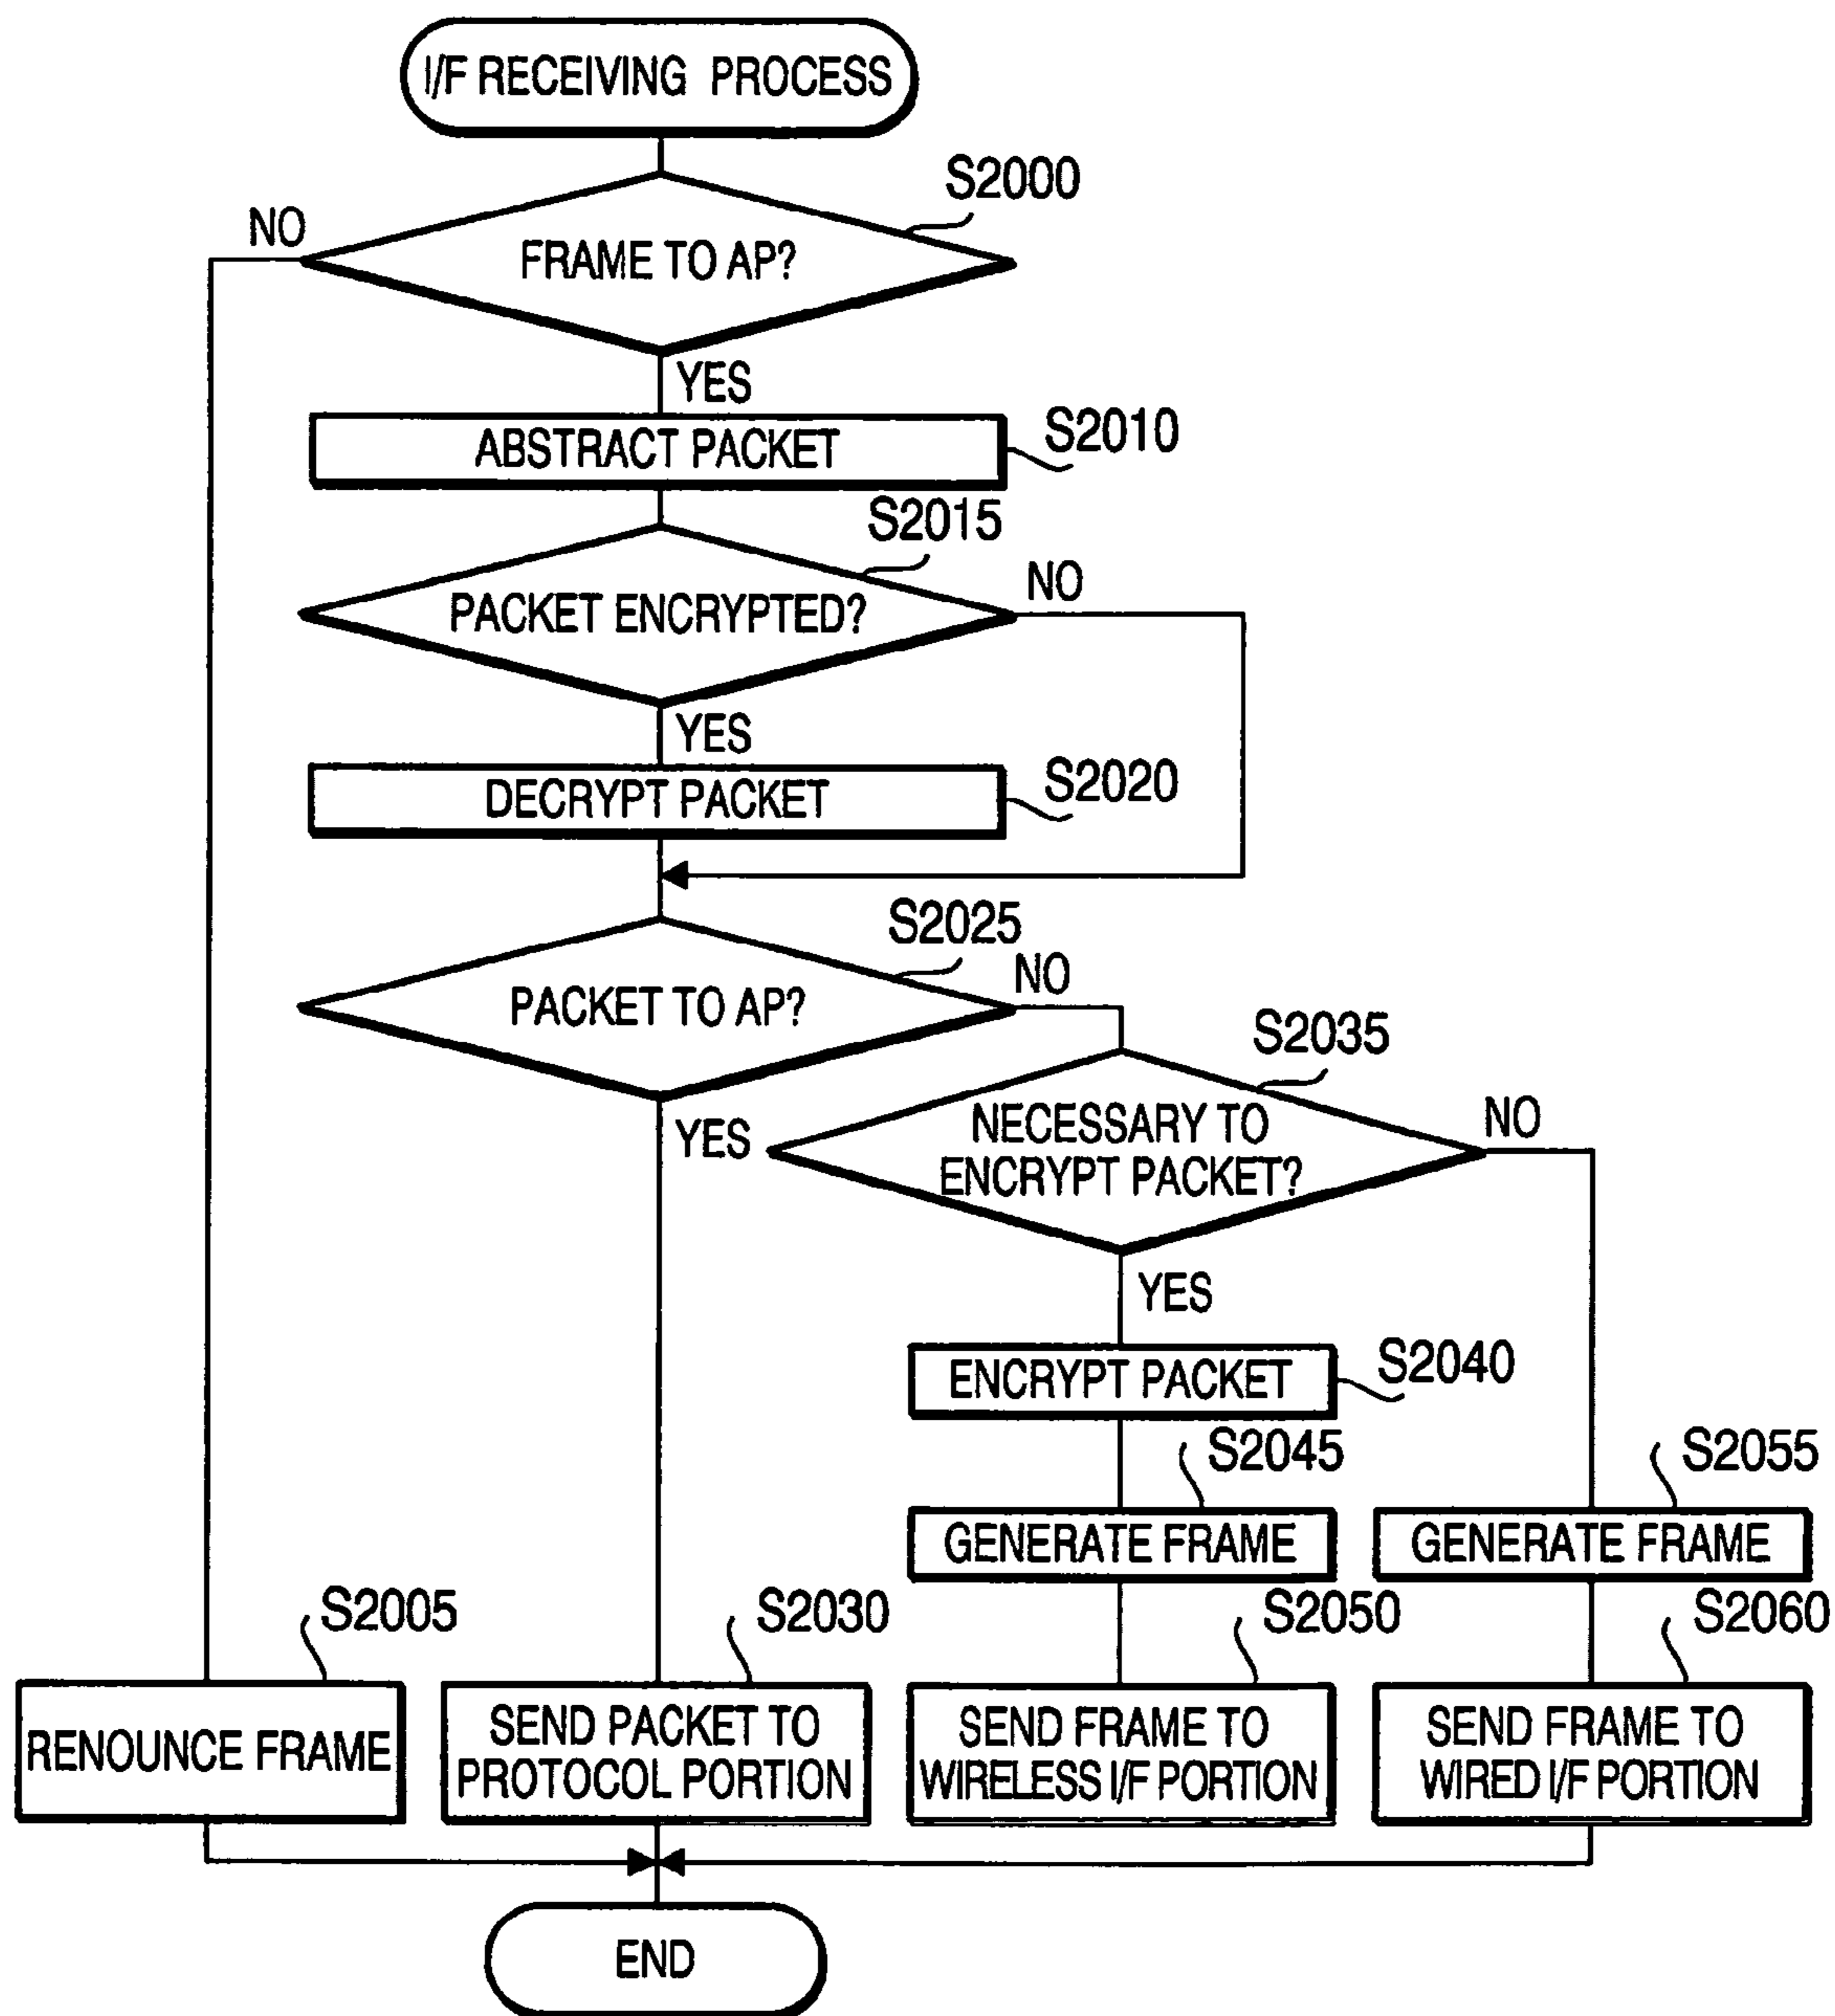 I/F RECEIVING PROCESS
S2000
NO
FRAME TO AP?
YES
ABSTRACT PACKET
S2010
S2015
NO
PACKET ENCRYPTED?
YES
DECRYPT PACKET
S2020
S2025
NO
PACKET TO AP?
S2035
YES
NECESSARY TO
ENCRYPT PACKET?
NO
YES
ENCRYPT PACKET
S2040
S2045
S2055
GENERATE FRAME
GENERATE FRAME
S2005
S2030
S2050
S2060
RENOUNCE FRAME
SEND PACKET TO
PROTOCOL PORTION
SEND FRAME TO
WIRELESS I/F PORTION
SEND FRAME TO
WIRED I/F PORTION
END